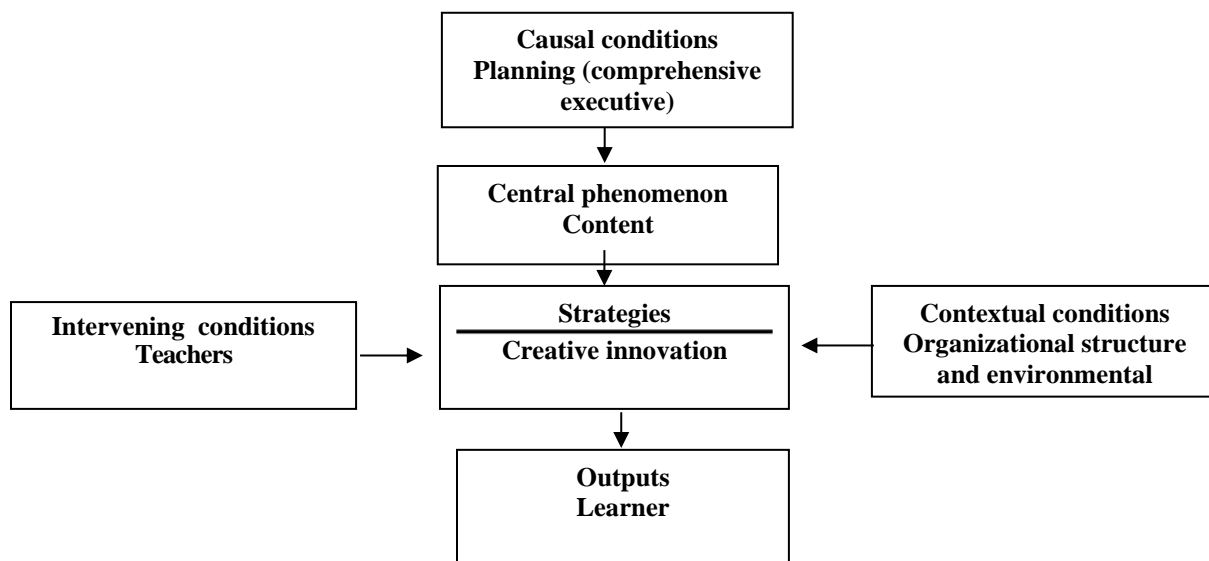 Causal conditions
Planning (comprehensive
executive)
Central phenomenon
Content
Strategies
Creative innovation
Intervening conditions
Teachers
Contextual conditions
Organizational structure
and environmental
Outputs
Learner